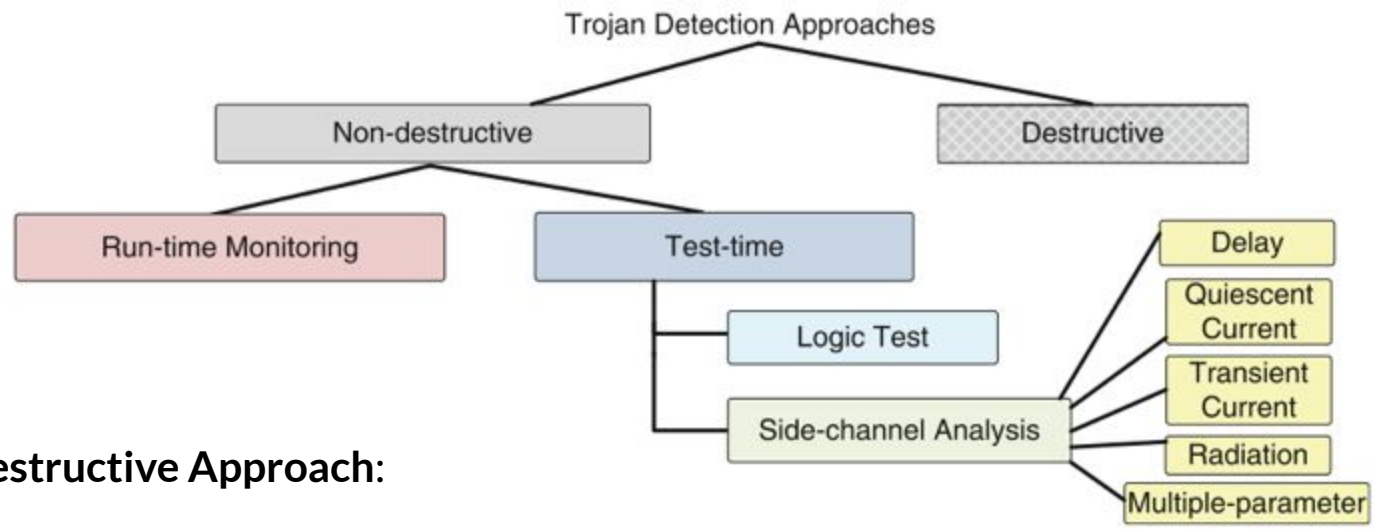 Trojan Detection Approaches
Non-destructive
Destructive
Run-time Monitoring
Test-time
Delay
Quiescent
Current
Logic Test
Transient
Current
Side-channel Analysis
Radiation
Multiple-parameter
estructive Approach: